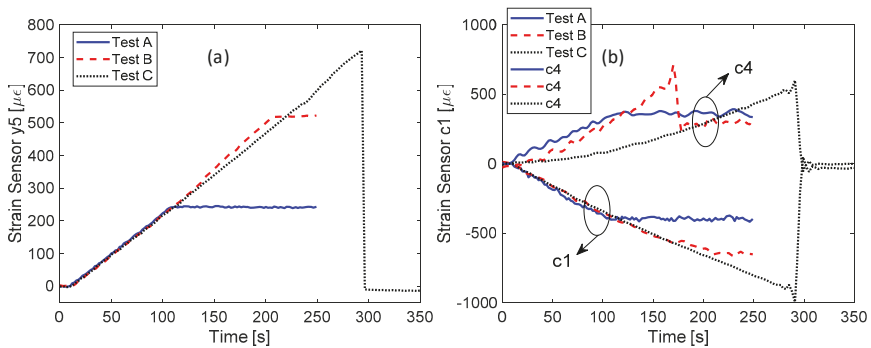 800
700
600
500
400
300
200
100
0
0 50 100 150 200 250 300 350
Strain Sensor y5 [με]
Time [s]
Test A
Test B
Test C
(a)
1000
500
0
-500
-1000
0 50 100 150 200 250 300 350
Strain Sensor c1 [με]
Time [s]
Test A
Test B
Test C
c4
c4
c4
(b)
c4
c1